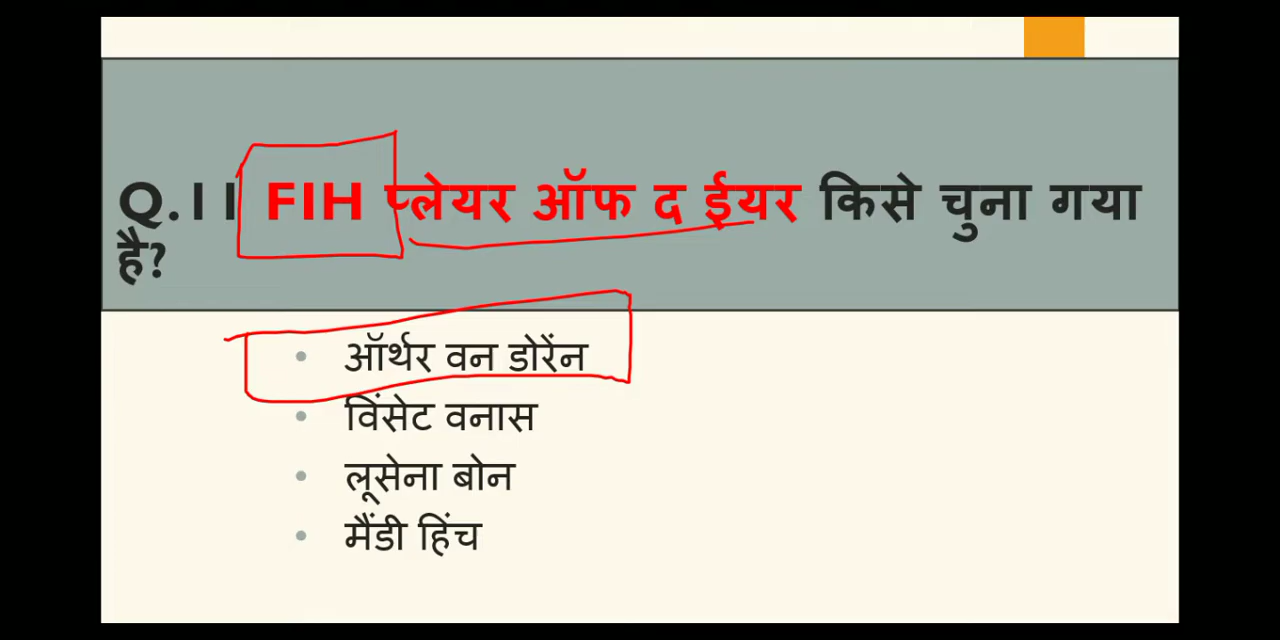 Q.11 FIH प्लेयर ऑफ द ईयर किसे चुना गया
है?
• ऑर्थर वन डोरेंन
• विंसेट वनास
• लूसेना बोन
• मैंडी हिंच